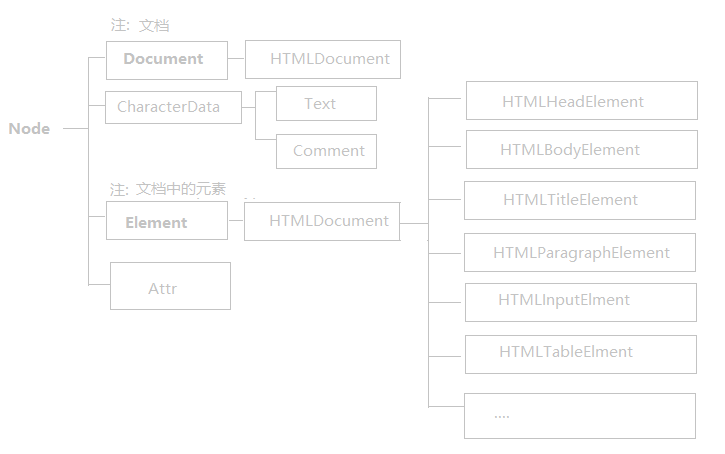 注: 文档
Document
HTMLDocument
CharacterData
Text
Comment
Node
注: 文档中的元素
Element
HTMLDocument
Attr
HTMLHeadElement
HTMLBodyElement
HTMLTitleElement
HTMLParagraphElement
HTMLInputElment
HTMLTableElment
....